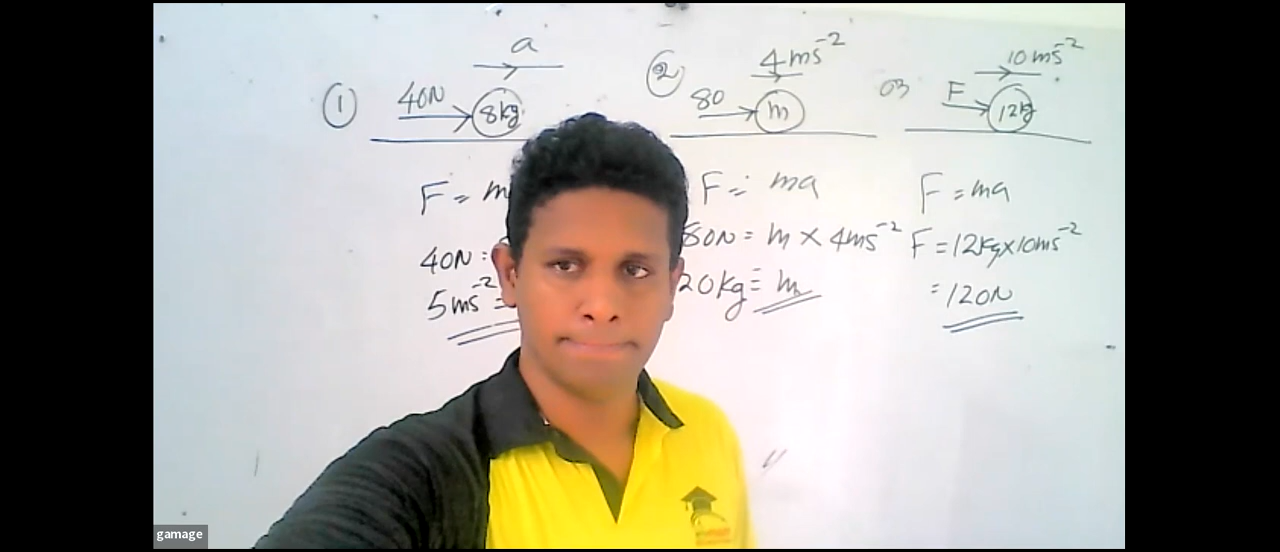 ① 40N 8kg a
F = m
40N =
5ms⁻² =
② 80 m 4ms⁻²
F = ma
80N = m × 4ms⁻²
20kg = m
03 F 12kg 10ms⁻²
F = ma
F = 12kg×10ms⁻²
= 120N
gamage